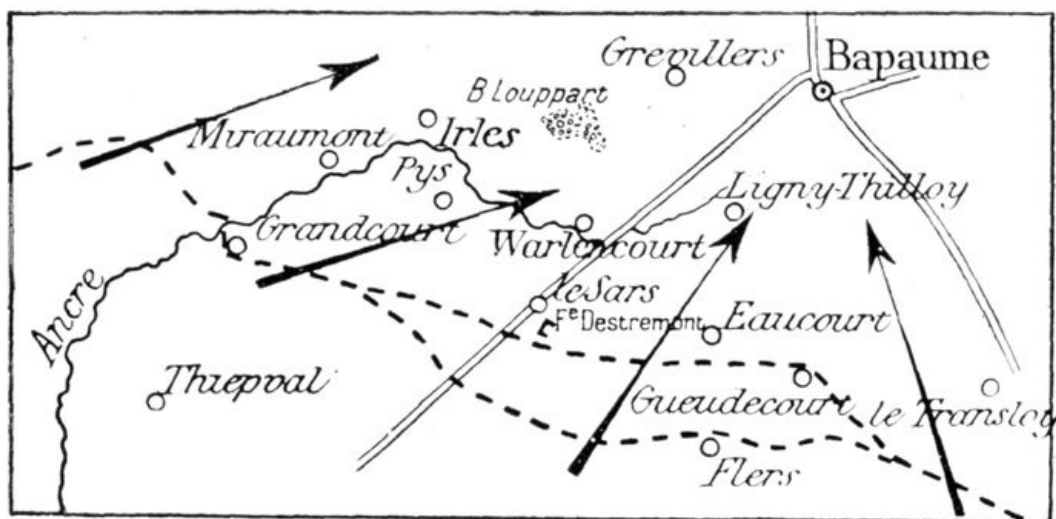 Grevillers
Bapaume
B Louppart
Miraumont
Irles
Pys
Ligny-Thilloy
Grandcourt
Warlencourt
Ancre
le Sars
Fᵉ Destremont
Eaucourt
Thiepval
Gueudecourt
le Transloy
Flers